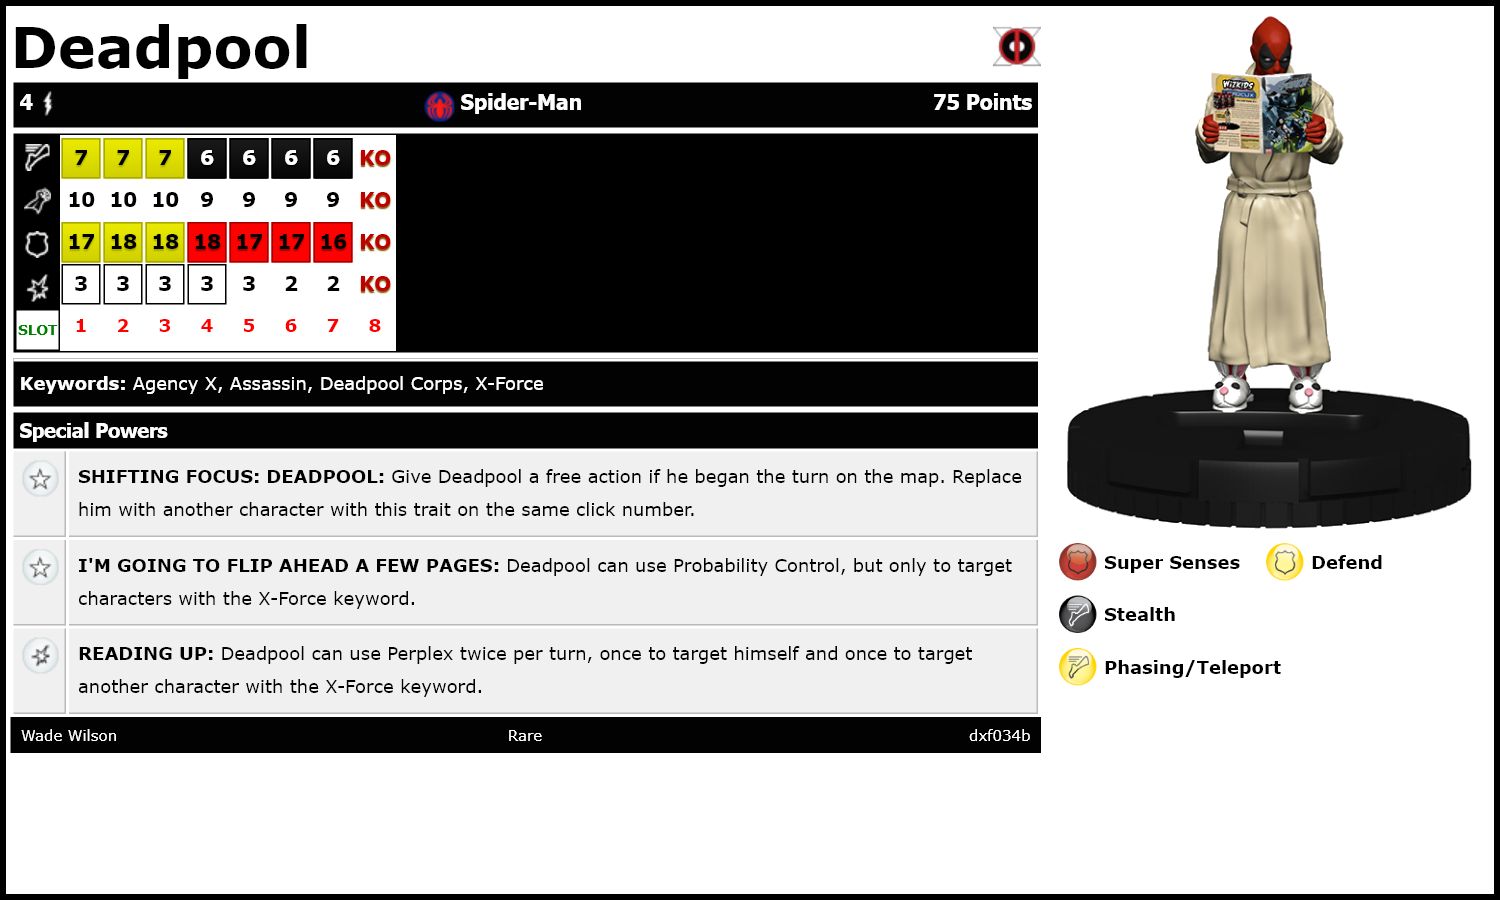 Deadpool
4 Spider-Man 75 Points
7 7 7 6 6 6 6 KO
10 10 10 9 9 9 9 KO
17 18 18 18 17 17 16 KO
3 3 3 3 3 2 2 KO
SLOT 1 2 3 4 5 6 7 8
Keywords: Agency X, Assassin, Deadpool Corps, X-Force
Special Powers
SHIFTING FOCUS: DEADPOOL: Give Deadpool a free action if he began the turn on the map. Replace
him with another character with this trait on the same click number.
I'M GOING TO FLIP AHEAD A FEW PAGES: Deadpool can use Probability Control, but only to target
characters with the X-Force keyword.
READING UP: Deadpool can use Perplex twice per turn, once to target himself and once to target
another character with the X-Force keyword.
Wade Wilson Rare dxf034b
WIZKIDS
Super Senses Defend
Stealth
Phasing/Teleport